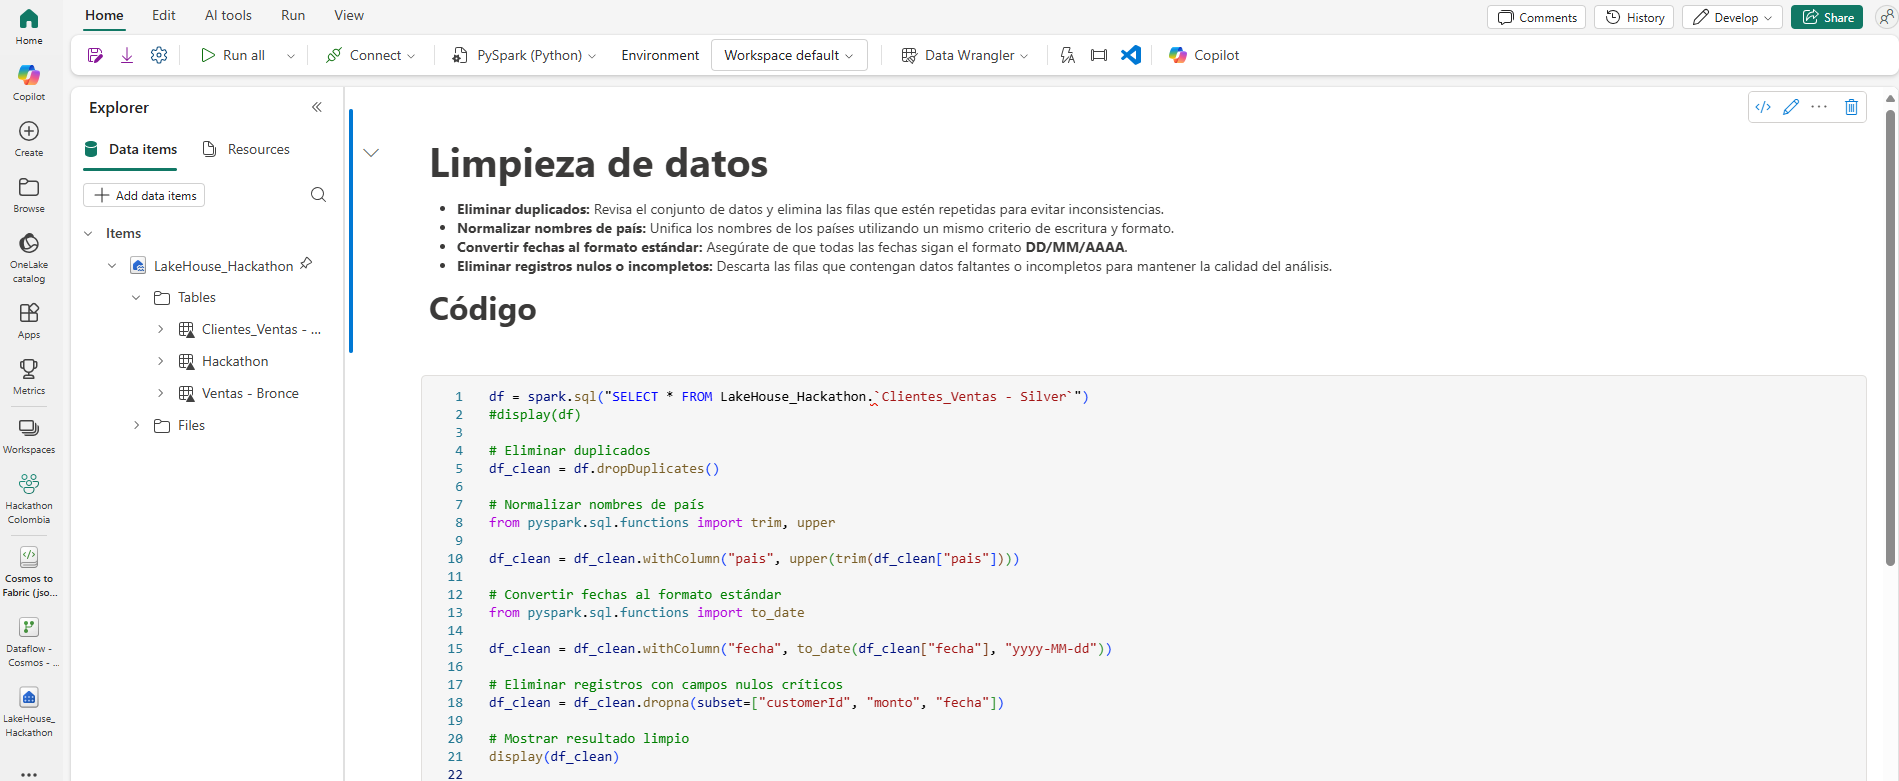 Home
Edit
AI tools
Run
View
Comments
History
Develop
Share
Run all
Connect
PySpark (Python)
Environment
Workspace default
Data Wrangler
Copilot
Home
Copilot
Create
Browse
OneLake
catalog
Apps
Metrics
Workspaces
Hackathon
Colombia
Cosmos to
Fabric (jso...
Dataflow -
Cosmos - ...
LakeHouse_
Hackathon
Explorer
Data items
Resources
Add data items
Items
LakeHouse_Hackathon
Tables
Clientes_Ventas - ...
Hackathon
Ventas - Bronce
Files
Limpieza de datos
• Eliminar duplicados: Revisa el conjunto de datos y elimina las filas que estén repetidas para evitar inconsistencias.
• Normalizar nombres de país: Unifica los nombres de los países utilizando un mismo criterio de escritura y formato.
• Convertir fechas al formato estándar: Asegúrate de que todas las fechas sigan el formato DD/MM/AAAA.
• Eliminar registros nulos o incompletos: Descarta las filas que contengan datos faltantes o incompletos para mantener la calidad del análisis.
Código
1 df = spark.sql("SELECT * FROM LakeHouse_Hackathon.`Clientes_Ventas - Silver`")
2 #display(df)
3
4 # Eliminar duplicados
5 df_clean = df.dropDuplicates()
6
7 # Normalizar nombres de país
8 from pyspark.sql.functions import trim, upper
9
10 df_clean = df_clean.withColumn("pais", upper(trim(df_clean["pais"])))
11
12 # Convertir fechas al formato estándar
13 from pyspark.sql.functions import to_date
14
15 df_clean = df_clean.withColumn("fecha", to_date(df_clean["fecha"], "yyyy-MM-dd"))
16
17 # Eliminar registros con campos nulos críticos
18 df_clean = df_clean.dropna(subset=["customerId", "monto", "fecha"])
19
20 # Mostrar resultado limpio
21 display(df_clean)
22